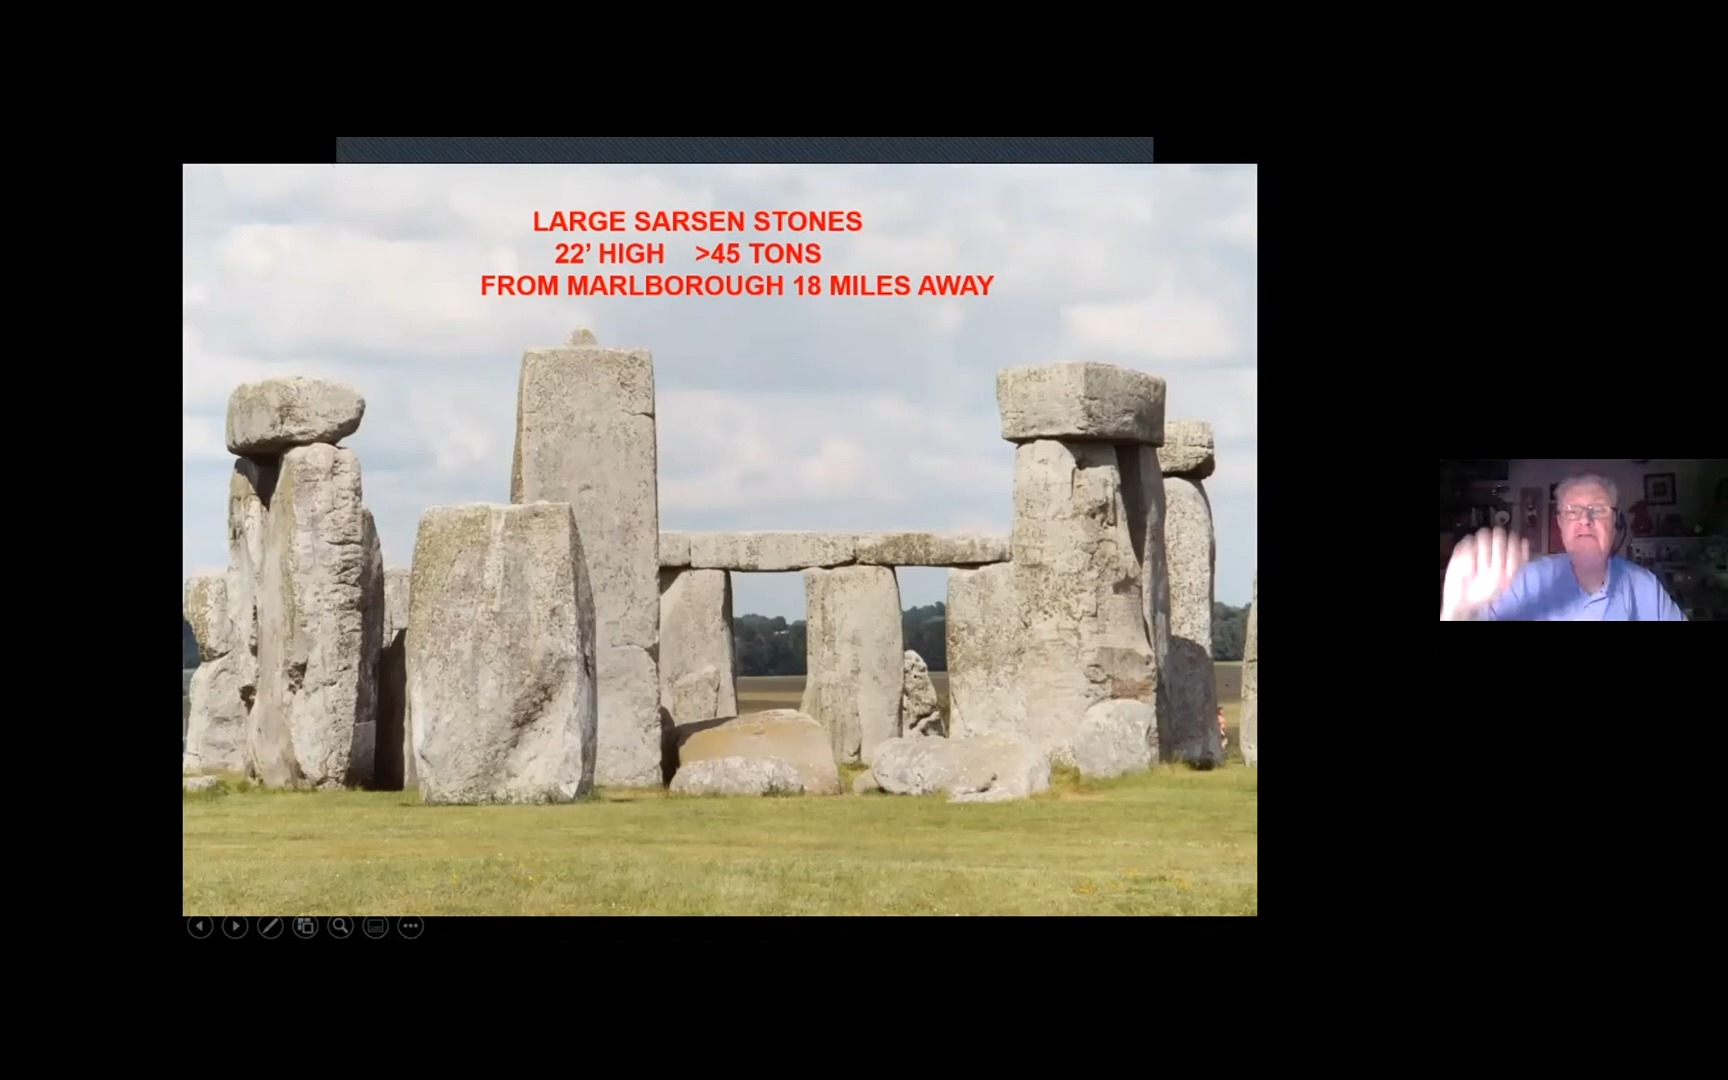 LARGE SARSEN STONES
22’ HIGH >45 TONS
FROM MARLBOROUGH 18 MILES AWAY